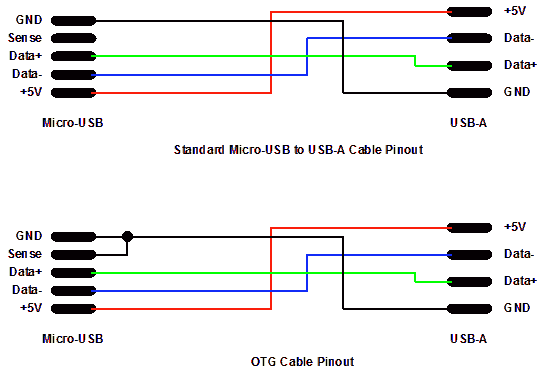 GND
Sense
Data+
Data-
+5V
Micro-USB
+5V
Data-
Data+
GND
USB-A
Standard Micro-USB to USB-A Cable Pinout
GND
Sense
Data+
Data-
+5V
Micro-USB
+5V
Data-
Data+
GND
USB-A
OTG Cable Pinout